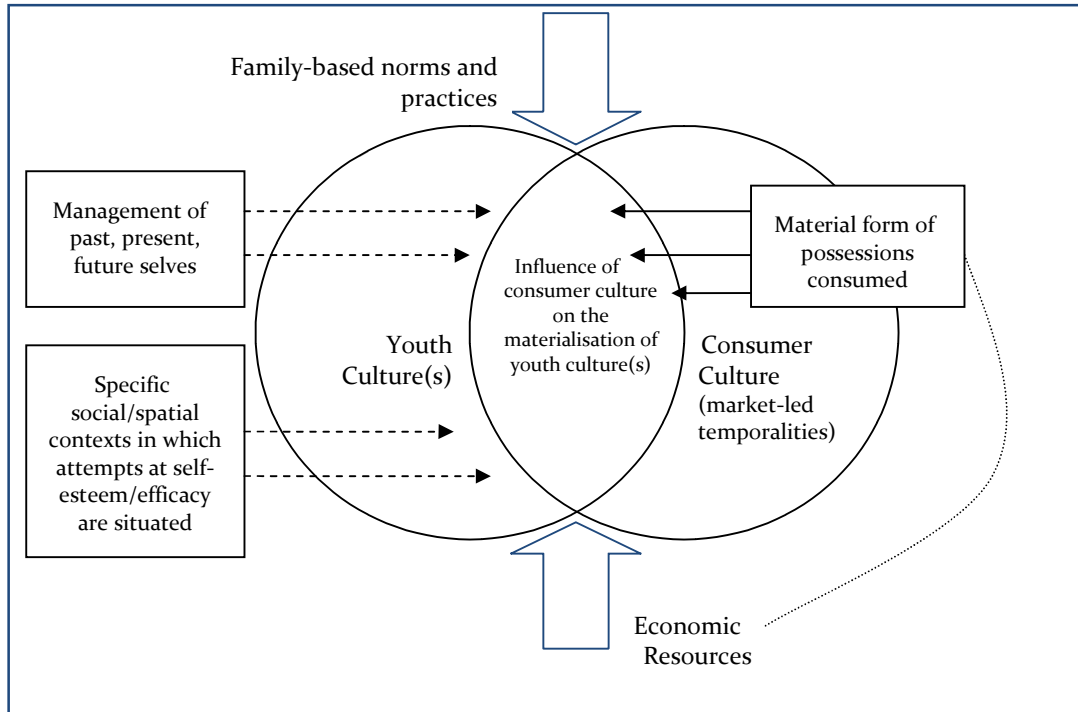 Family-based norms and
practices
Management of
past, present,
future selves
Material form of
possessions
consumed
Influence of
consumer culture
on the
materialisation of
youth culture(s)
Youth
Culture(s)
Consumer
Culture
(market-led
temporalities)
Specific
social/spatial
contexts in which
attempts at self-
esteem/efficacy
are situated
Economic
Resources